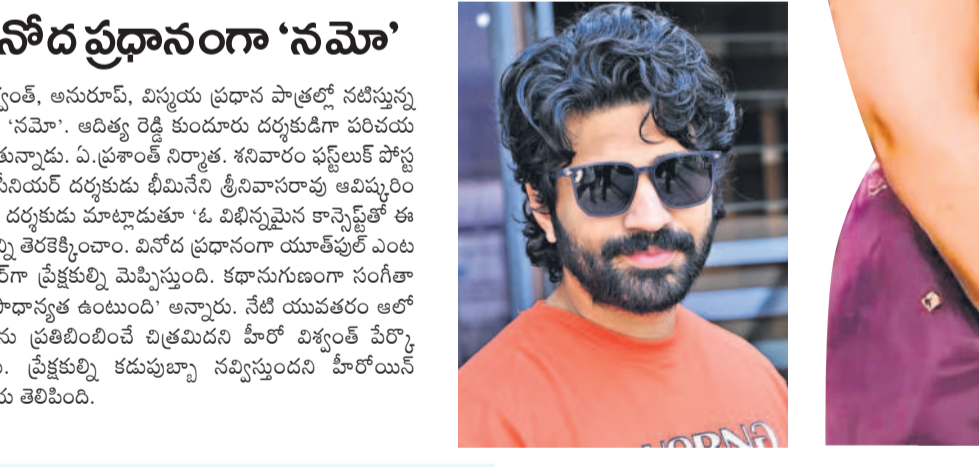 నోద ప్రధానంగా ‘నమో’
్వంత్, అనురూప్, విస్మయ ప్రధాన పాత్రల్లో నటిస్తున్న
‘నమో’. ఆదిత్య రెడ్డి కుందూరు దర్శకుడిగా పరిచయ
తున్నాడు. ఏ.ప్రశాంత్ నిర్మాత. శనివారం ఫస్ట్‌లుక్ పోస్ట
సీనియర్ దర్శకుడు భీమినేని శ్రీనివాసరావు ఆవిష్కరిం
దర్శకుడు మాట్లాడుతూ ‘ఓ విభిన్నమైన కాన్సెప్ట్‌తో ఈ
న్ని తెరకెక్కించాం. వినోద ప్రధానంగా యూత్‌ఫుల్ ఎంట
ర్‌గా ప్రేక్షకుల్ని మెప్పిస్తుంది. కథానుగుణంగా సంగీతా
ప్రాధాన్యత ఉంటుంది’ అన్నారు. నేటి యువతరం ఆలో
ను ప్రతిబింబించే చిత్రమిదని హీరో విశ్వంత్ పేర్కొ
ప్రేక్షకుల్ని కడుపుబ్బా నవ్విస్తుందని హీరోయిన్
య తెలిపింది.